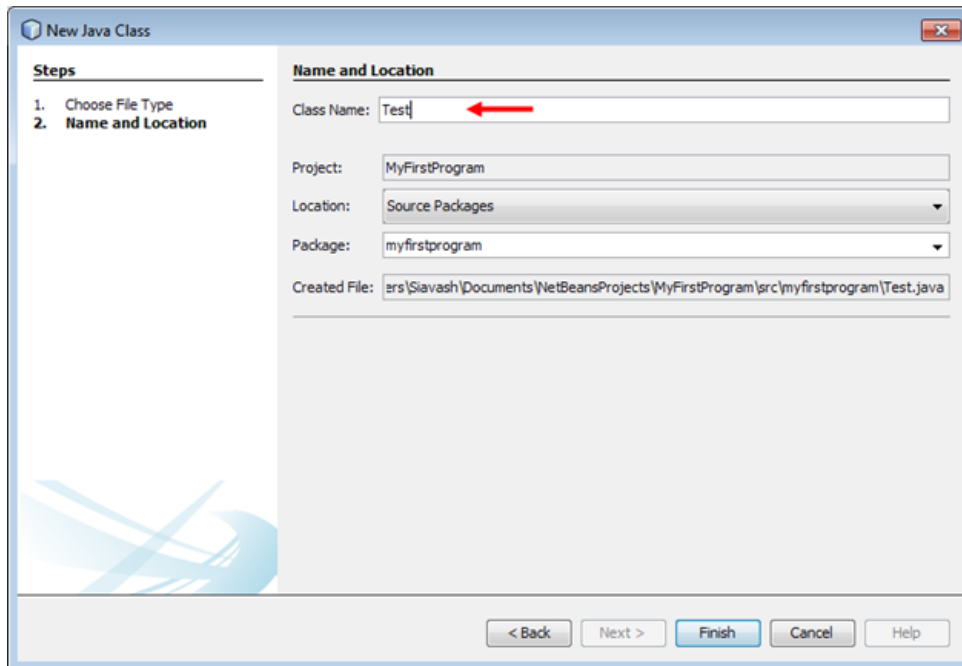 New Java Class
Steps
1. Choose File Type
2. Name and Location
Name and Location
Class Name: Test
Project: MyFirstProgram
Location: Source Packages
Package: myfirstprogram
Created File: ers\Siavash\Documents\NetBeansProjects\MyFirstProgram\src\myfirstprogram\Test.java
< Back Next > Finish Cancel Help